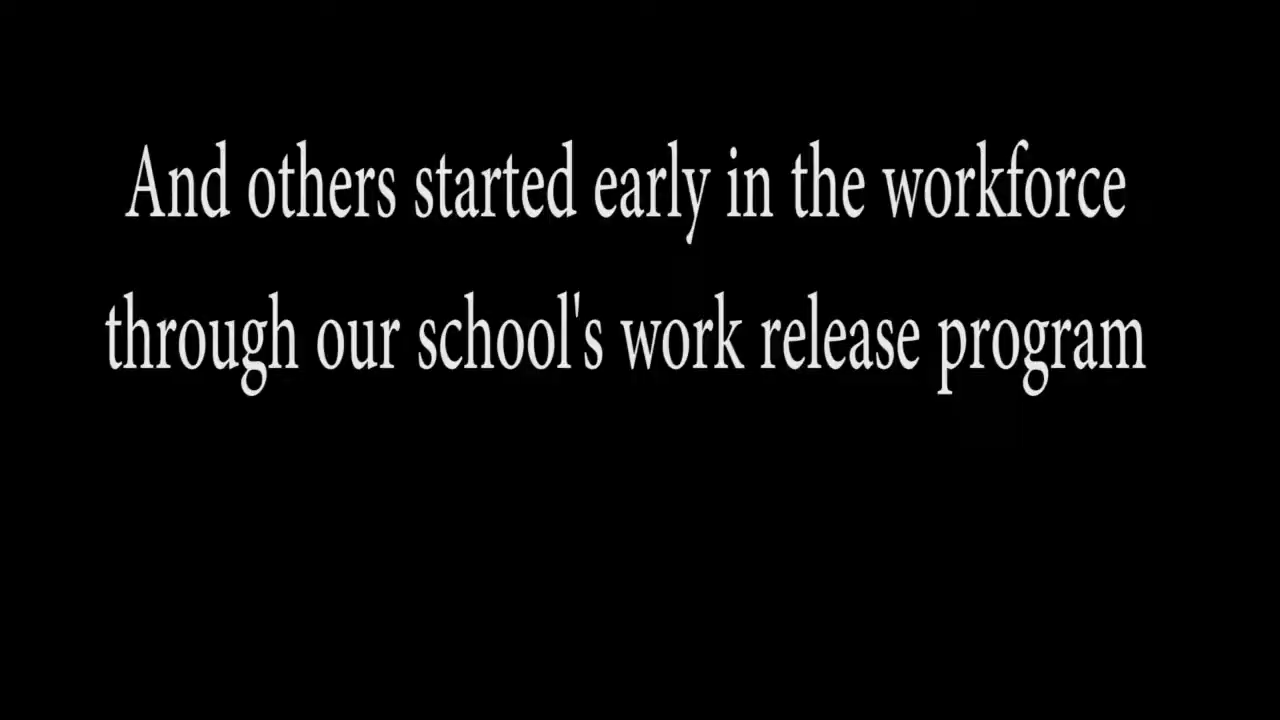 And others started early in the workforce
through our school's work release program